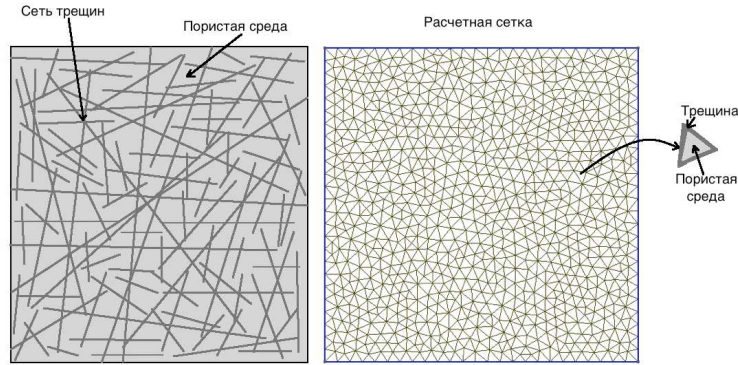 Сеть трещин
Пористая среда
Расчетная сетка
Трещина
Пористая
среда